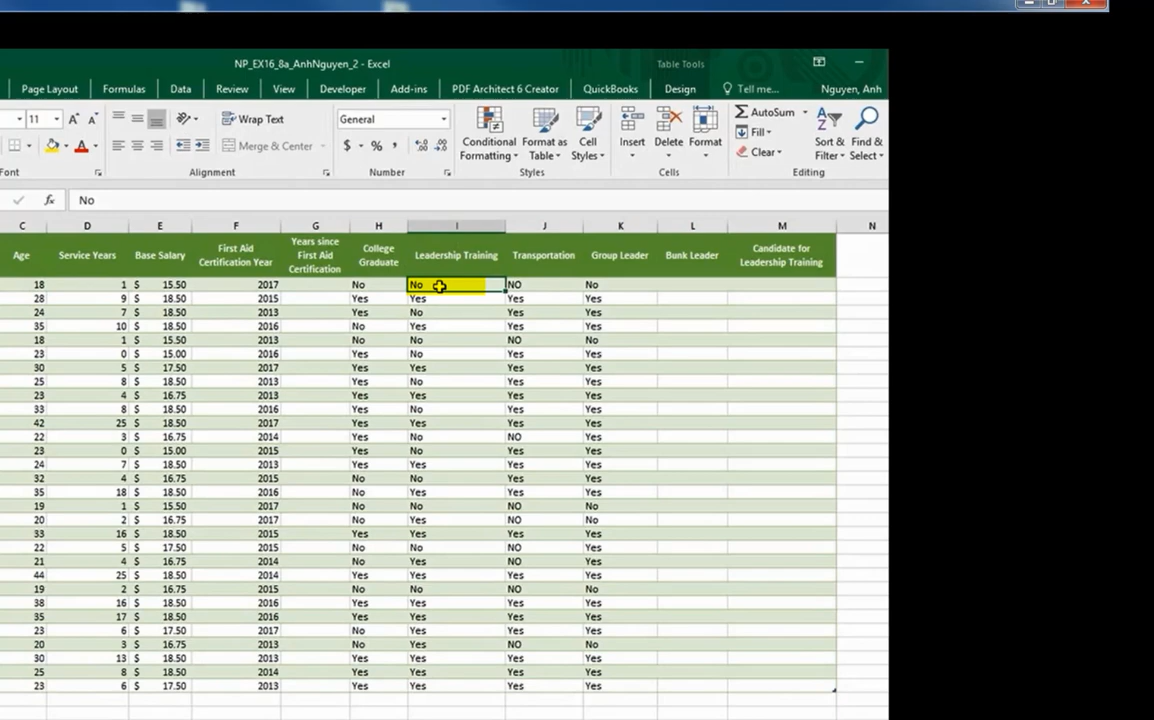 NP_EX16_8a_AnhNguyen_2 - Excel
Table Tools
Page Layout Formulas Data Review View Developer Add-ins PDF Architect 6 Creator QuickBooks Design Tell me... Nguyen, Anh
11 A A Wrap Text General Conditional Formatting Format as Table Cell Styles Insert Delete Format AutoSum Fill Clear Sort & Filter Find & Select
A Merge & Center $ % , .00
Font Alignment Number Styles Cells Editing
fx No
C D E F G H I J K L M N
Age Service Years Base Salary First Aid Certification Year Years since First Aid Certification College Graduate Leadership Training Transportation Group Leader Bunk Leader Candidate for Leadership Training
18 1 $ 15.50 2017 No No NO No
28 9 $ 18.50 2015 Yes Yes Yes Yes
24 7 $ 18.50 2013 Yes No Yes Yes
35 10 $ 18.50 2016 No Yes Yes Yes
18 1 $ 15.50 2013 No No NO No
23 0 $ 15.00 2016 Yes No Yes Yes
30 5 $ 17.50 2017 Yes Yes Yes Yes
25 8 $ 18.50 2013 Yes No Yes Yes
23 4 $ 16.75 2015 Yes Yes Yes Yes
33 8 $ 18.50 2016 Yes No Yes Yes
42 25 $ 18.50 2017 Yes Yes Yes Yes
22 3 $ 16.75 2014 Yes No NO Yes
23 0 $ 15.00 2015 Yes No Yes Yes
24 7 $ 18.50 2013 Yes Yes Yes Yes
32 4 $ 16.75 2015 No No Yes Yes
35 18 $ 18.50 2016 No Yes Yes Yes
19 1 $ 15.50 2017 No No NO No
20 2 $ 16.75 2017 No Yes NO No
33 16 $ 18.50 2015 Yes Yes Yes Yes
22 5 $ 17.50 2015 No No NO Yes
21 4 $ 16.75 2014 No Yes NO Yes
44 25 $ 18.50 2014 Yes Yes Yes Yes
19 2 $ 16.75 2015 No No NO No
38 16 $ 18.50 2016 Yes Yes Yes Yes
35 17 $ 18.50 2016 Yes Yes Yes Yes
23 6 $ 17.50 2017 No Yes Yes Yes
20 3 $ 16.75 2013 No Yes NO No
30 13 $ 18.50 2013 Yes Yes Yes Yes
25 8 $ 18.50 2014 Yes Yes Yes Yes
23 6 $ 17.50 2013 Yes Yes Yes Yes